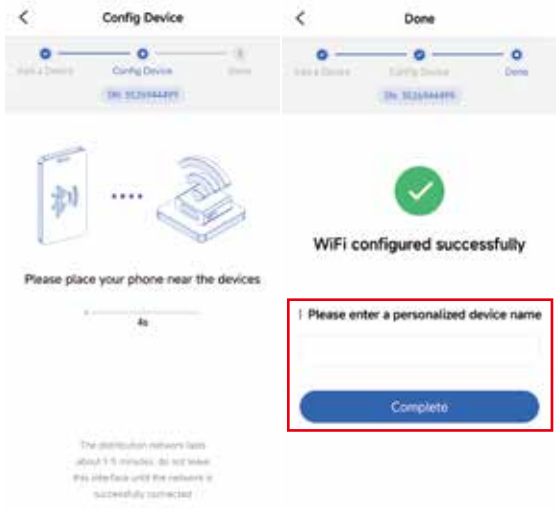 Config Device
Add a Device
Config Device
Done
Please place your phone near the devices
4s
The distribution network lasts
about 1-5 minutes, do not leave
this interface until the network is
successfully connected
Done
Add a Device
Config Device
Done
WiFi configured successfully
Please enter a personalized device name
Complete